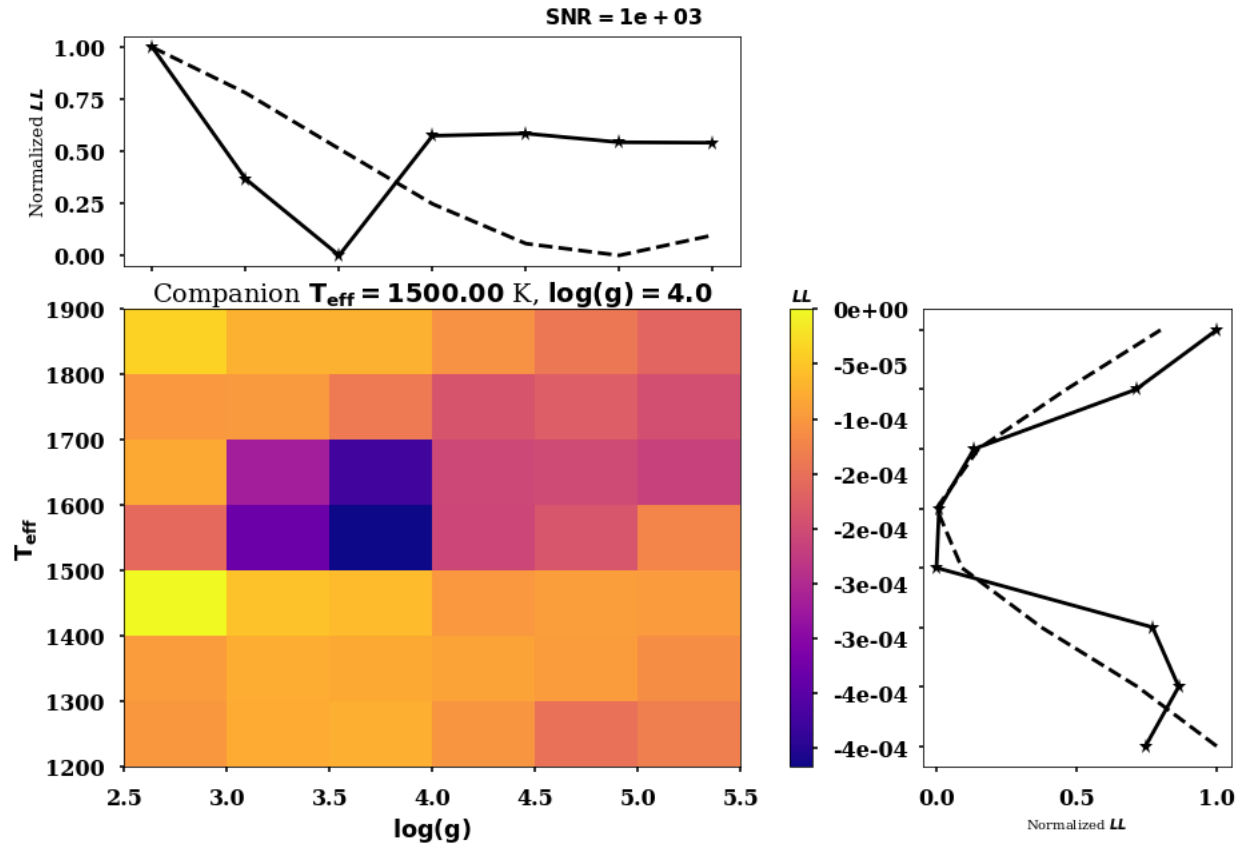 SNR = 1e + 03
1.00
0.75
0.50
0.25
0.00
Normalized LL
Companion T_eff = 1500.00 K, log(g) = 4.0
1900
1800
1700
1600
1500
1400
1300
1200
T_eff
2.5 3.0 3.5 4.0 4.5 5.0 5.5
log(g)
LL
0e+00
-5e-05
-1e-04
-2e-04
-2e-04
-3e-04
-3e-04
-4e-04
-4e-04
0.0 0.5 1.0
Normalized LL